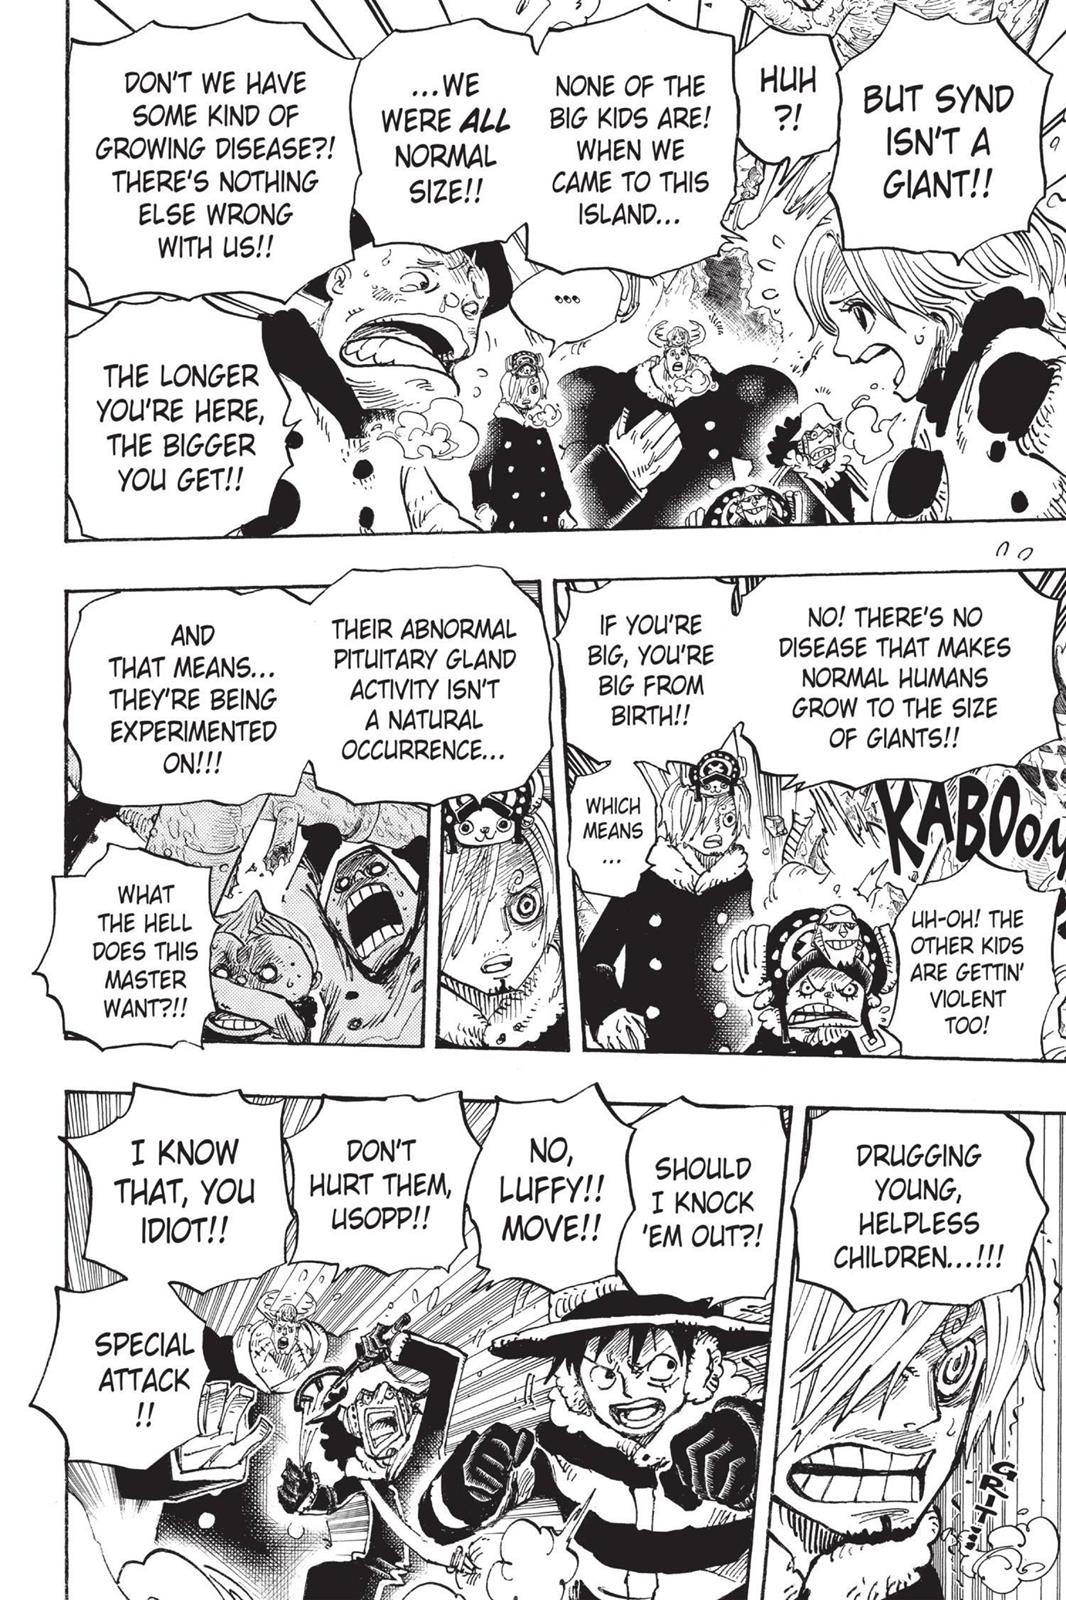 BUT SYND
ISN'T A
GIANT!!
HUH
?!
NONE OF THE
BIG KIDS ARE!
WHEN WE
CAME TO THIS
ISLAND...
...WE
WERE ALL
NORMAL
SIZE!!
DON'T WE HAVE
SOME KIND OF
GROWING DISEASE?!
THERE'S NOTHING
ELSE WRONG
WITH US!!
...
THE LONGER
YOU'RE HERE,
THE BIGGER
YOU GET!!
NO! THERE'S NO
DISEASE THAT MAKES
NORMAL HUMANS
GROW TO THE SIZE
OF GIANTS!!
IF YOU'RE
BIG, YOU'RE
BIG FROM
BIRTH!!
WHICH
MEANS
...
KABOOM
UH-OH! THE
OTHER KIDS
ARE GETTIN'
VIOLENT
TOO!
THEIR ABNORMAL
PITUITARY GLAND
ACTIVITY ISN'T
A NATURAL
OCCURRENCE...
AND
THAT MEANS...
THEY'RE BEING
EXPERIMENTED
ON!!!
WHAT
THE HELL
DOES THIS
MASTER
WANT?!!
DRUGGING
YOUNG,
HELPLESS
CHILDREN...!!!
GRIT
SHOULD
I KNOCK
'EM OUT?!
NO,
LUFFY!!
MOVE!!
DON'T
HURT THEM,
USOPP!!
I KNOW
THAT, YOU
IDIOT!!
SPECIAL
ATTACK
!!